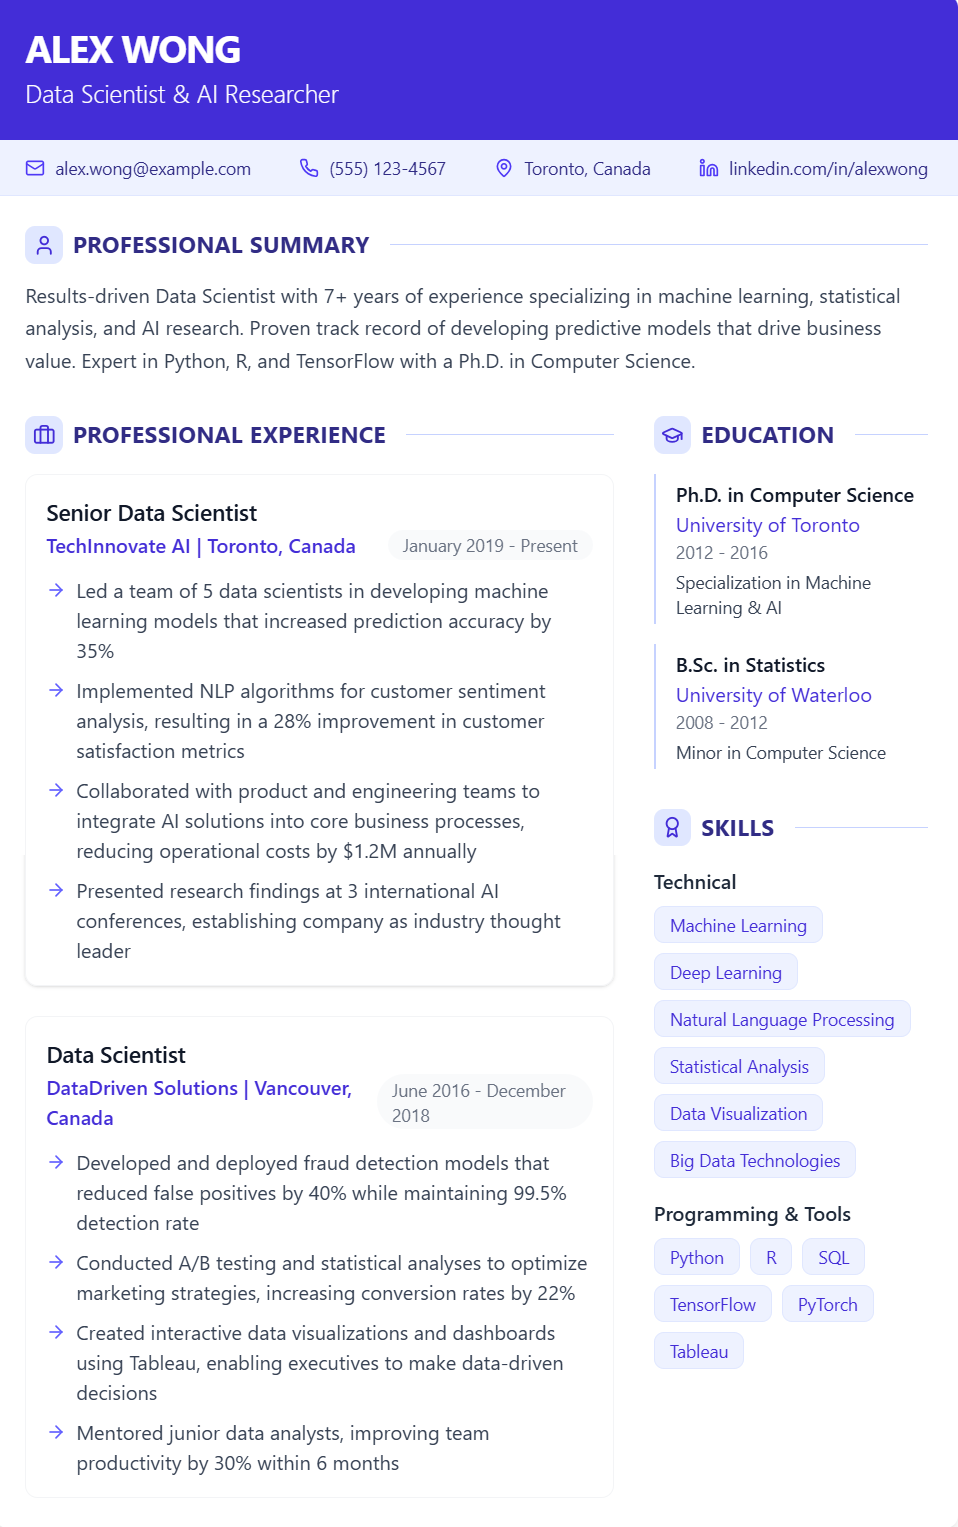 ALEX WONG
Data Scientist & AI Researcher
alex.wong@example.com
(555) 123-4567
Toronto, Canada
linkedin.com/in/alexwong
PROFESSIONAL SUMMARY
Results-driven Data Scientist with 7+ years of experience specializing in machine learning, statistical
analysis, and AI research. Proven track record of developing predictive models that drive business
value. Expert in Python, R, and TensorFlow with a Ph.D. in Computer Science.
PROFESSIONAL EXPERIENCE
Senior Data Scientist
TechInnovate AI | Toronto, Canada
January 2019 - Present
Led a team of 5 data scientists in developing machine
learning models that increased prediction accuracy by
35%
Implemented NLP algorithms for customer sentiment
analysis, resulting in a 28% improvement in customer
satisfaction metrics
Collaborated with product and engineering teams to
integrate AI solutions into core business processes,
reducing operational costs by $1.2M annually
Presented research findings at 3 international AI
conferences, establishing company as industry thought
leader
Data Scientist
DataDriven Solutions | Vancouver,
Canada
June 2016 - December
2018
Developed and deployed fraud detection models that
reduced false positives by 40% while maintaining 99.5%
detection rate
Conducted A/B testing and statistical analyses to optimize
marketing strategies, increasing conversion rates by 22%
Created interactive data visualizations and dashboards
using Tableau, enabling executives to make data-driven
decisions
Mentored junior data analysts, improving team
productivity by 30% within 6 months
EDUCATION
Ph.D. in Computer Science
University of Toronto
2012 - 2016
Specialization in Machine
Learning & AI
B.Sc. in Statistics
University of Waterloo
2008 - 2012
Minor in Computer Science
SKILLS
Technical
Machine Learning
Deep Learning
Natural Language Processing
Statistical Analysis
Data Visualization
Big Data Technologies
Programming & Tools
Python
R
SQL
TensorFlow
PyTorch
Tableau